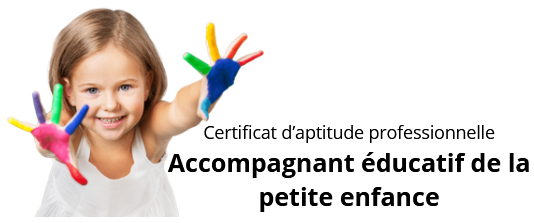 Certificat d’aptitude professionnelle
Accompagnant éducatif de la
petite enfance